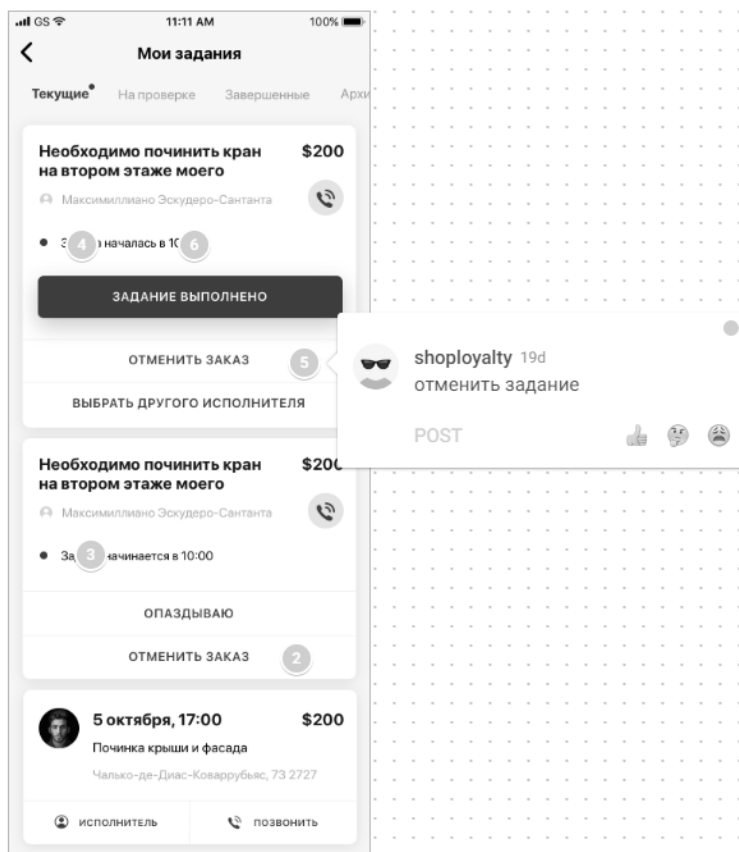 GS 11:11 AM 100%
Мои задания
Текущие На проверке Завершенные Архи
Необходимо починить кран $200
на втором этаже моего
Максимиллиано Эскудеро-Сантанта
4 началась в 10 6
ЗАДАНИЕ ВЫПОЛНЕНО
ОТМЕНИТЬ ЗАКАЗ 5
ВЫБРАТЬ ДРУГОГО ИСПОЛНИТЕЛЯ
shoployalty 19d
отменить задание
POST
Необходимо починить кран $200
на втором этаже моего
Максимиллиано Эскудеро-Сантанта
За 3 начинается в 10:00
ОПАЗДЫВАЮ
ОТМЕНИТЬ ЗАКАЗ 2
5 октября, 17:00 $200
Починка крыши и фасада
Чалько-де-Диас-Коваррубьяс, 73 2727
ИСПОЛНИТЕЛЬ ПОЗВОНИТЬ